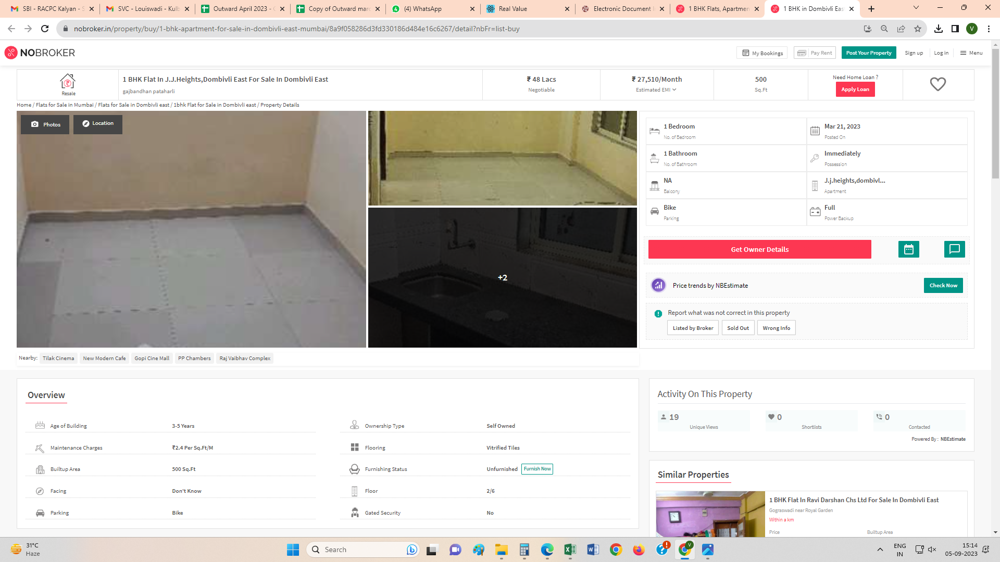 SBI - RACPC Kalyan - S
SVC - Louiswadi - Kulb
Outward April 2023 - G
Copy of Outward marc
(4) WhatsApp
Real Value
Electronic Document I
1 BHK Flats, Apartmen
1 BHK in Dombivli Eas
nobroker.in/property/buy/1-bhk-apartment-for-sale-in-dombivli-east-mumbai/8a9f058286d3fd330186d484e16c6267/detail?nbFr=list-buy
V
NOBROKER
My Bookings
Pay Rent
Post Your Property
Sign up
Log in
Menu
Resale
1 BHK Flat In J.J.Heights,Dombivli East For Sale In Dombivli East
gajbandhan pataharli
₹ 48 Lacs
Negotiable
₹ 27,510/Month
Estimated EMI
500
Sq.Ft
Need Home Loan ?
Apply Loan
Home / Flats for Sale in Mumbai / Flats for Sale in Dombivli east / 1bhk Flat for Sale in Dombivli east / Property Details
Photos
Location
+2
1 Bedroom
No. of Bedroom
Mar 21, 2023
Posted On
1 Bathroom
No. of Bathroom
Immediately
Possession
NA
Balcony
J.j.heights,dombivl...
Apartment
Bike
Parking
Full
Power Backup
Get Owner Details
Price trends by NBEstimate
Check Now
Report what was not correct in this property
Listed by Broker
Sold Out
Wrong Info
Nearby: Tilak Cinema New Modern Cafe Gopi Cine Mall PP Chambers Raj Vaibhav Complex
Overview
Age of Building 3-5 Years
Ownership Type Self Owned
Maintenance Charges ₹2.4 Per Sq.Ft/M
Flooring Vitrified Tiles
Builtup Area 500 Sq.Ft
Furnishing Status Unfurnished Furnish Now
Facing Don't Know
Floor 2/6
Parking Bike
Gated Security No
Activity On This Property
19
Unique Views
0
Shortlists
0
Contacted
Powered By : NBEstimate
Similar Properties
1 BHK Flat In Ravi Darshan Chs Ltd For Sale In Dombivli East
Gograswadi near Royal Garden
Within a km
Price Builtup Area
31°C
Haze
Search
V
ENG
IN
15:14
05-09-2023